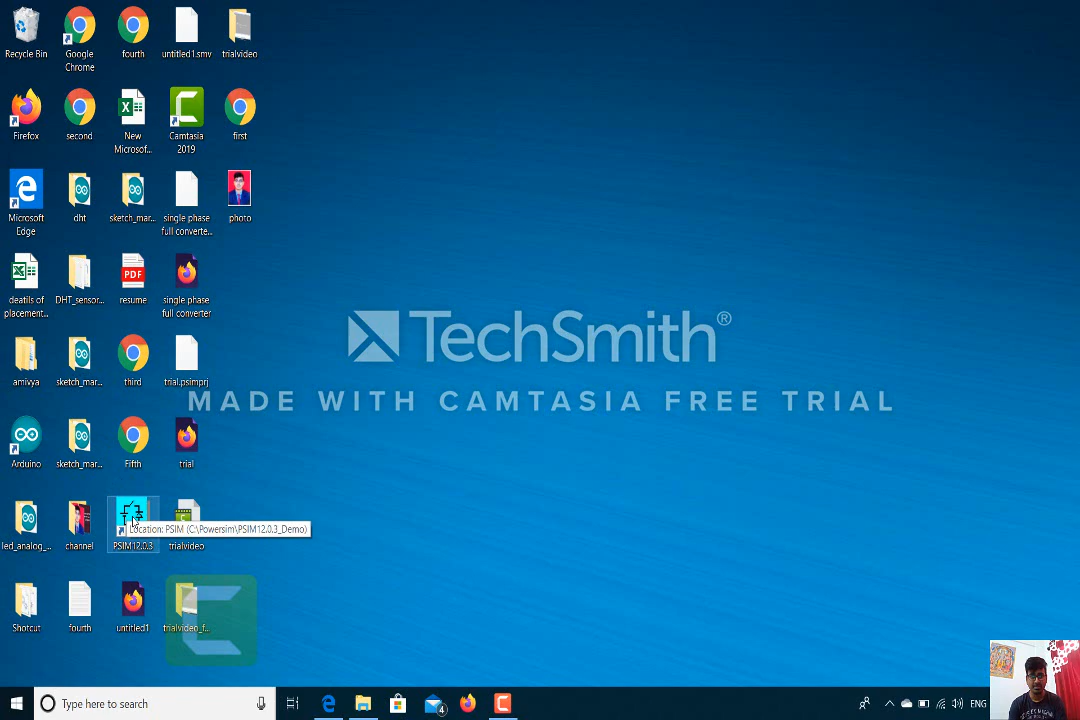 Recycle Bin
Google
Chrome
fourth
untitled1.smv
trialvideo
Firefox
second
New
Microsof...
Camtasia
2019
first
Microsoft
Edge
dht
sketch_mar...
single phase
full converte...
photo
deatils of
placement...
DHT_sensor...
PDF
resume
single phase
full converter
amivya
sketch_mar...
third
trial.psimprj
Arduino
sketch_mar...
Fifth
trial
led_analog_...
channel
PSIM12.0.3
Location: PSIM (C:\Powersim\PSIM12.0.3_Demo)
trialvideo
Shotcut
fourth
untitled1
trialvideo_f...
TechSmith®
MADE WITH CAMTASIA FREE TRIAL
Type here to search
4
ENG